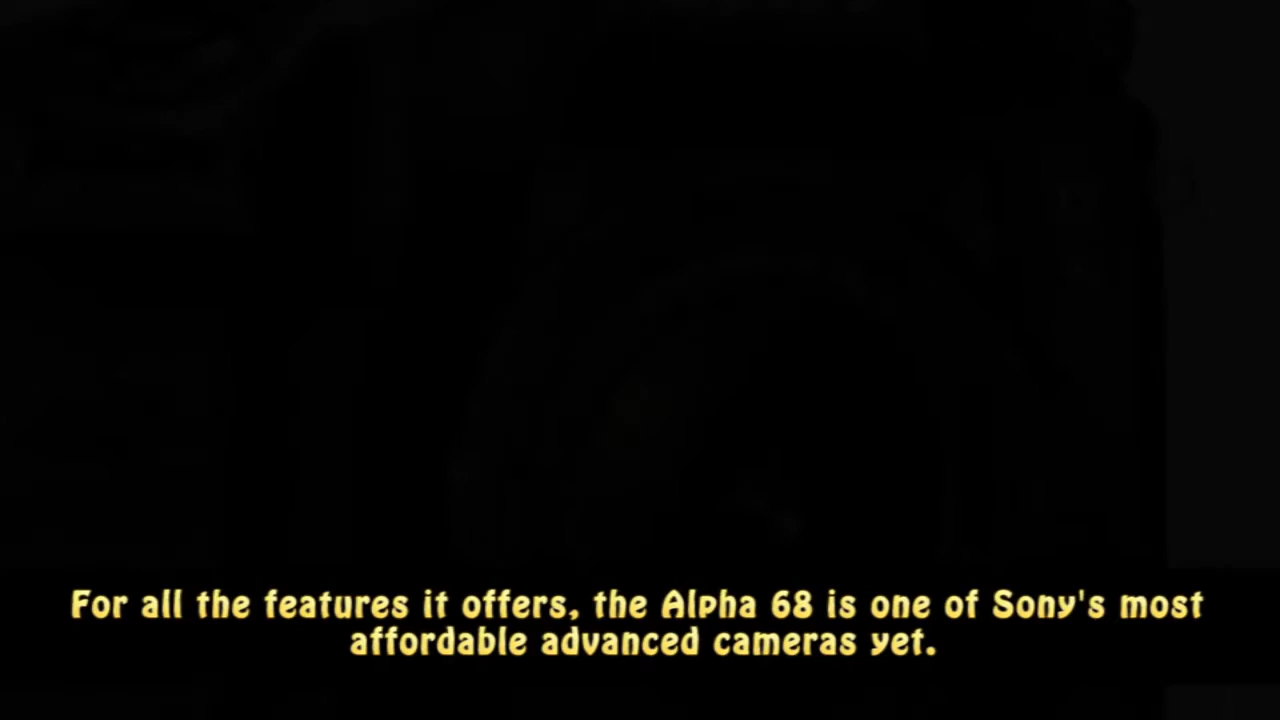 For all the features it offers, the Alpha 68 is one of Sony's most
affordable advanced cameras yet.